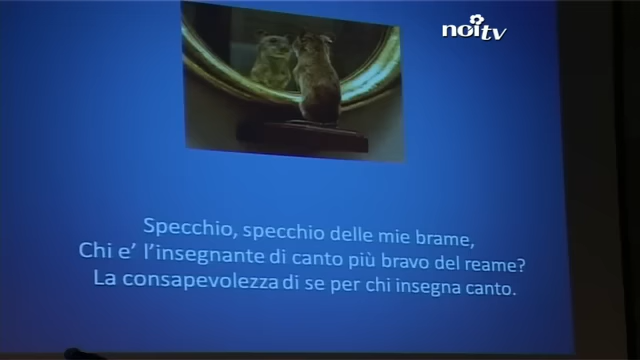 noitv
Specchio, specchio delle mie brame,
Chi e' l'insegnante di canto più bravo del reame?
La consapevolezza di se per chi insegna canto.